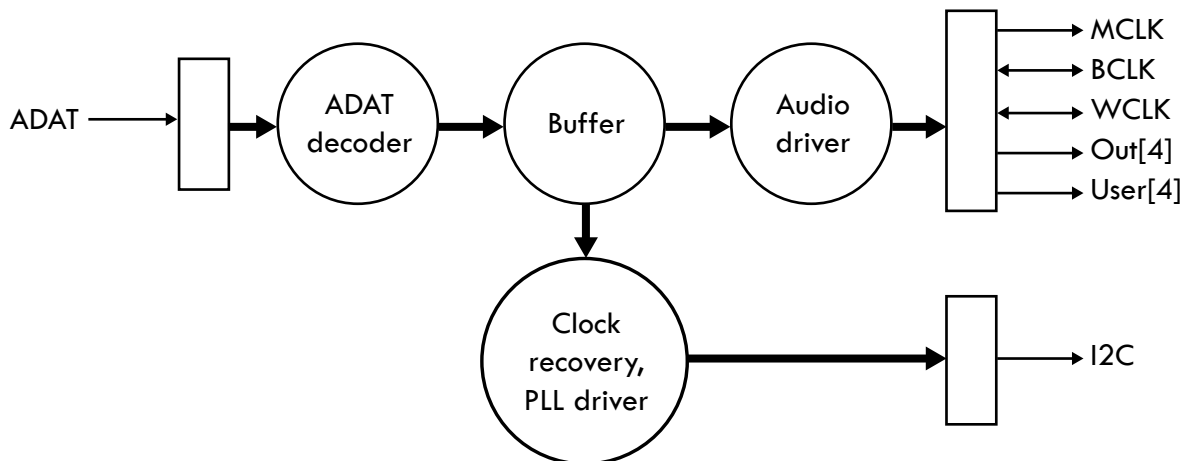 ADAT
ADAT
decoder
Buffer
Audio
driver
MCLK
BCLK
WCLK
Out[4]
User[4]
Clock
recovery,
PLL driver
I2C